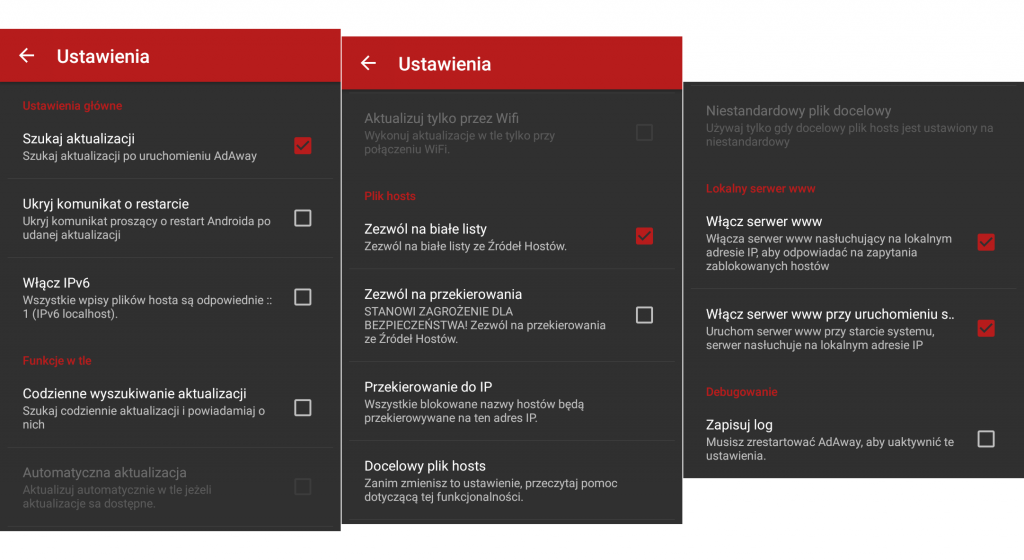 Ustawienia
Ustawienia główne
Szukaj aktualizacji
Szukaj aktualizacji po uruchomieniu AdAway
Ukryj komunikat o restarcie
Ukryj komunikat proszący o restart Androida po
udanej aktualizacji
Włącz IPv6
Wszystkie wpisy plików hosta są odpowiednie ::
1 (IPv6 localhost).
Funkcje w tle
Codzienne wyszukiwanie aktualizacji
Szukaj codziennie aktualizacji i powiadamiaj o
nich
Automatyczna aktualizacja
Aktualizuj automatycznie w tle jeżeli
aktualizacje sa dostępne.
Ustawienia
Aktualizuj tylko przez Wifi
Wykonuj aktualizacje w tle tylko przy
połączeniu WiFi.
Plik hosts
Zezwól na białe listy
Zezwól na białe listy ze Źródeł Hostów.
Zezwól na przekierowania
STANOWI ZAGROŻENIE DLA
BEZPIECZEŃSTWA! Zezwól na przekierowania
ze Źródeł Hostów.
Przekierowanie do IP
Wszystkie blokowane nazwy hostów będą
przekierowywane na ten adres IP.
Docelowy plik hosts
Zanim zmienisz to ustawienie, przeczytaj pomoc
dotyczącą tej funkcjonalności.
Niestandardowy plik docelowy
Używaj tylko gdy docelowy plik hosts jest ustawiony na
niestandardowy
Lokalny serwer www
Włącz serwer www
Włącza serwer www nasłuchujący na lokalnym
adresie IP, aby odpowiadać na zapytania
zablokowanych hostów
Włącz serwer www przy uruchomieniu s..
Uruchom serwer www przy starcie systemu,
serwer nasłuchuje na lokalnym adresie IP
Debugowanie
Zapisuj log
Musisz zrestartować AdAway, aby uaktywnić te
ustawienia.